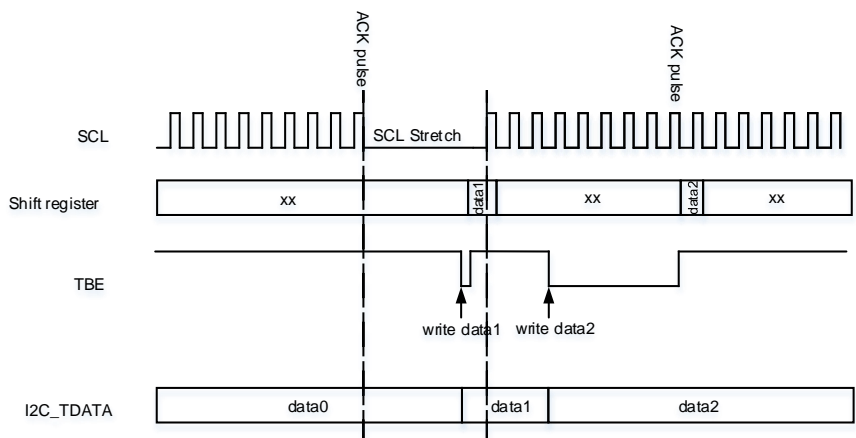 ACK pulse
ACK pulse
SCL
SCL Stretch
Shift register
xx
data1
xx
data2
xx
TBE
write data1
write data2
I2C_TDATA
data0
data1
data2